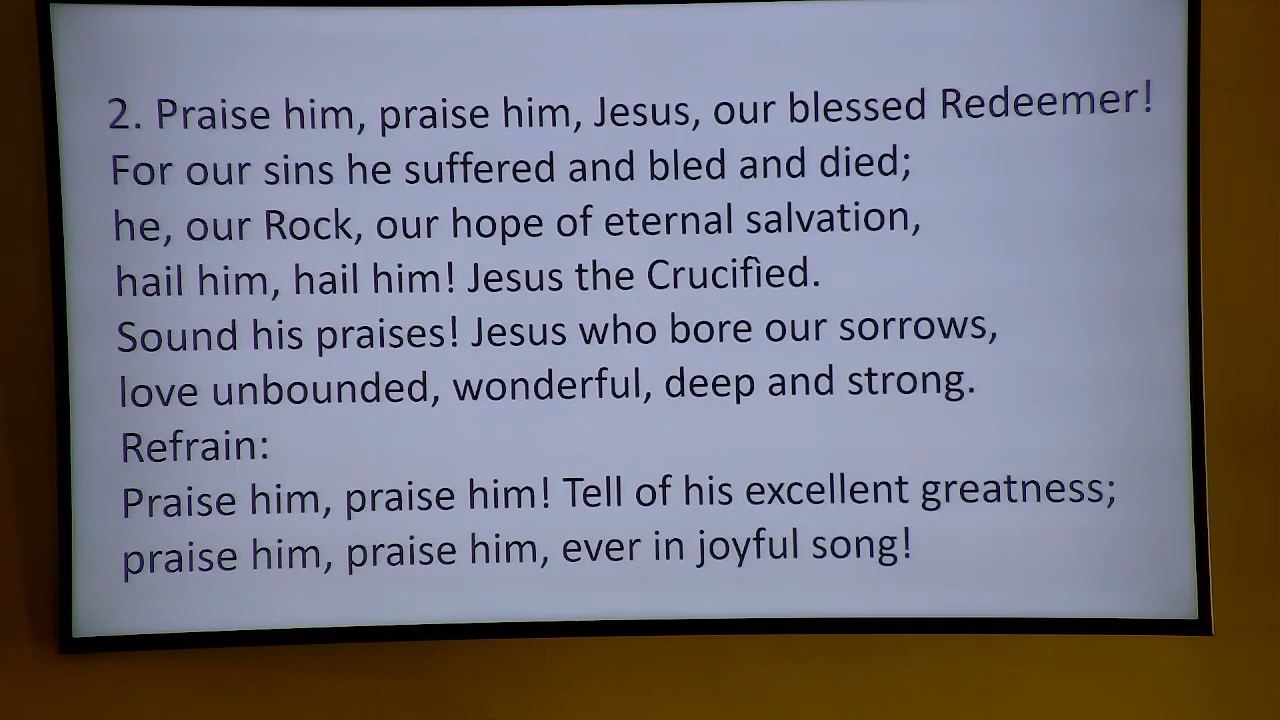 2. Praise him, praise him, Jesus, our blessed Redeemer!
For our sins he suffered and bled and died;
he, our Rock, our hope of eternal salvation,
hail him, hail him! Jesus the Crucified.
Sound his praises! Jesus who bore our sorrows,
love unbounded, wonderful, deep and strong.
Refrain:
Praise him, praise him! Tell of his excellent greatness;
praise him, praise him, ever in joyful song!